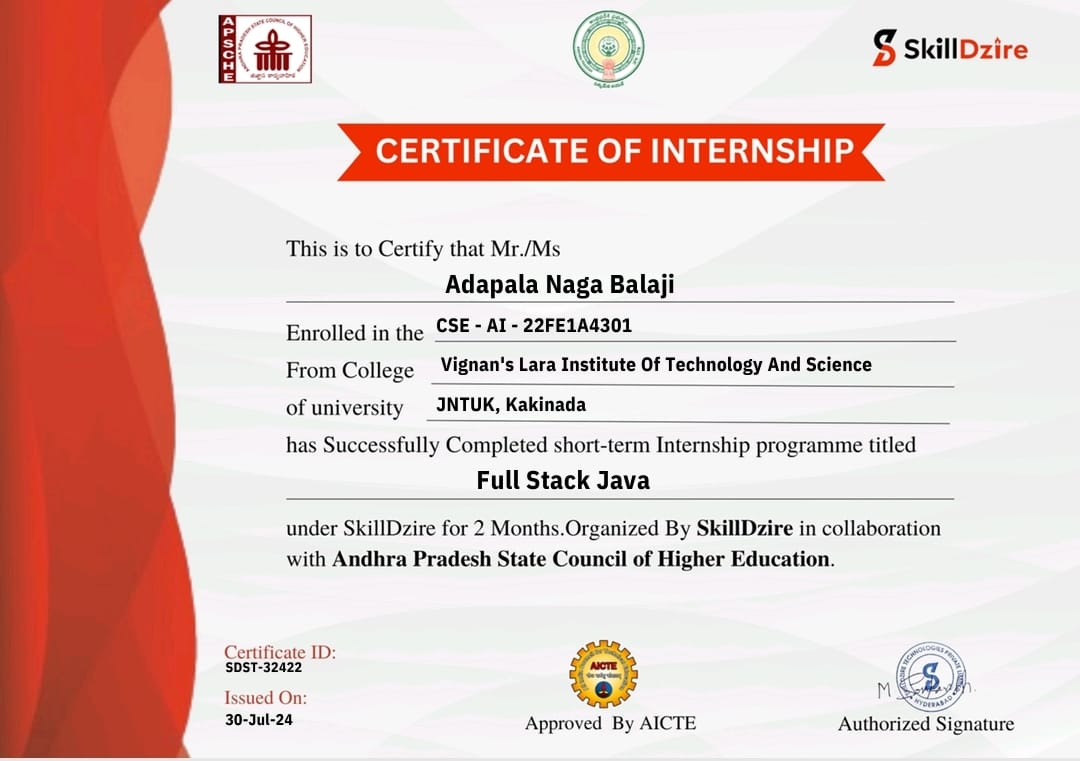 APSCHE
ANDHRA PRADESH STATE COUNCIL OF HIGHER EDUCATION
SkillDzire
CERTIFICATE OF INTERNSHIP
This is to Certify that Mr./Ms
Adapala Naga Balaji
Enrolled in the CSE - AI - 22FE1A4301
From College Vignan's Lara Institute Of Technology And Science
of university JNTUK, Kakinada
has Successfully Completed short-term Internship programme titled
Full Stack Java
under SkillDzire for 2 Months.Organized By SkillDzire in collaboration
with Andhra Pradesh State Council of Higher Education.
Certificate ID:
SDST-32422
Issued On:
30-Jul-24
AICTE
Approved By AICTE
SKILLDZIRE TECHNOLOGIES PRIVATE LIMITED
HYDERABAD
Authorized Signature